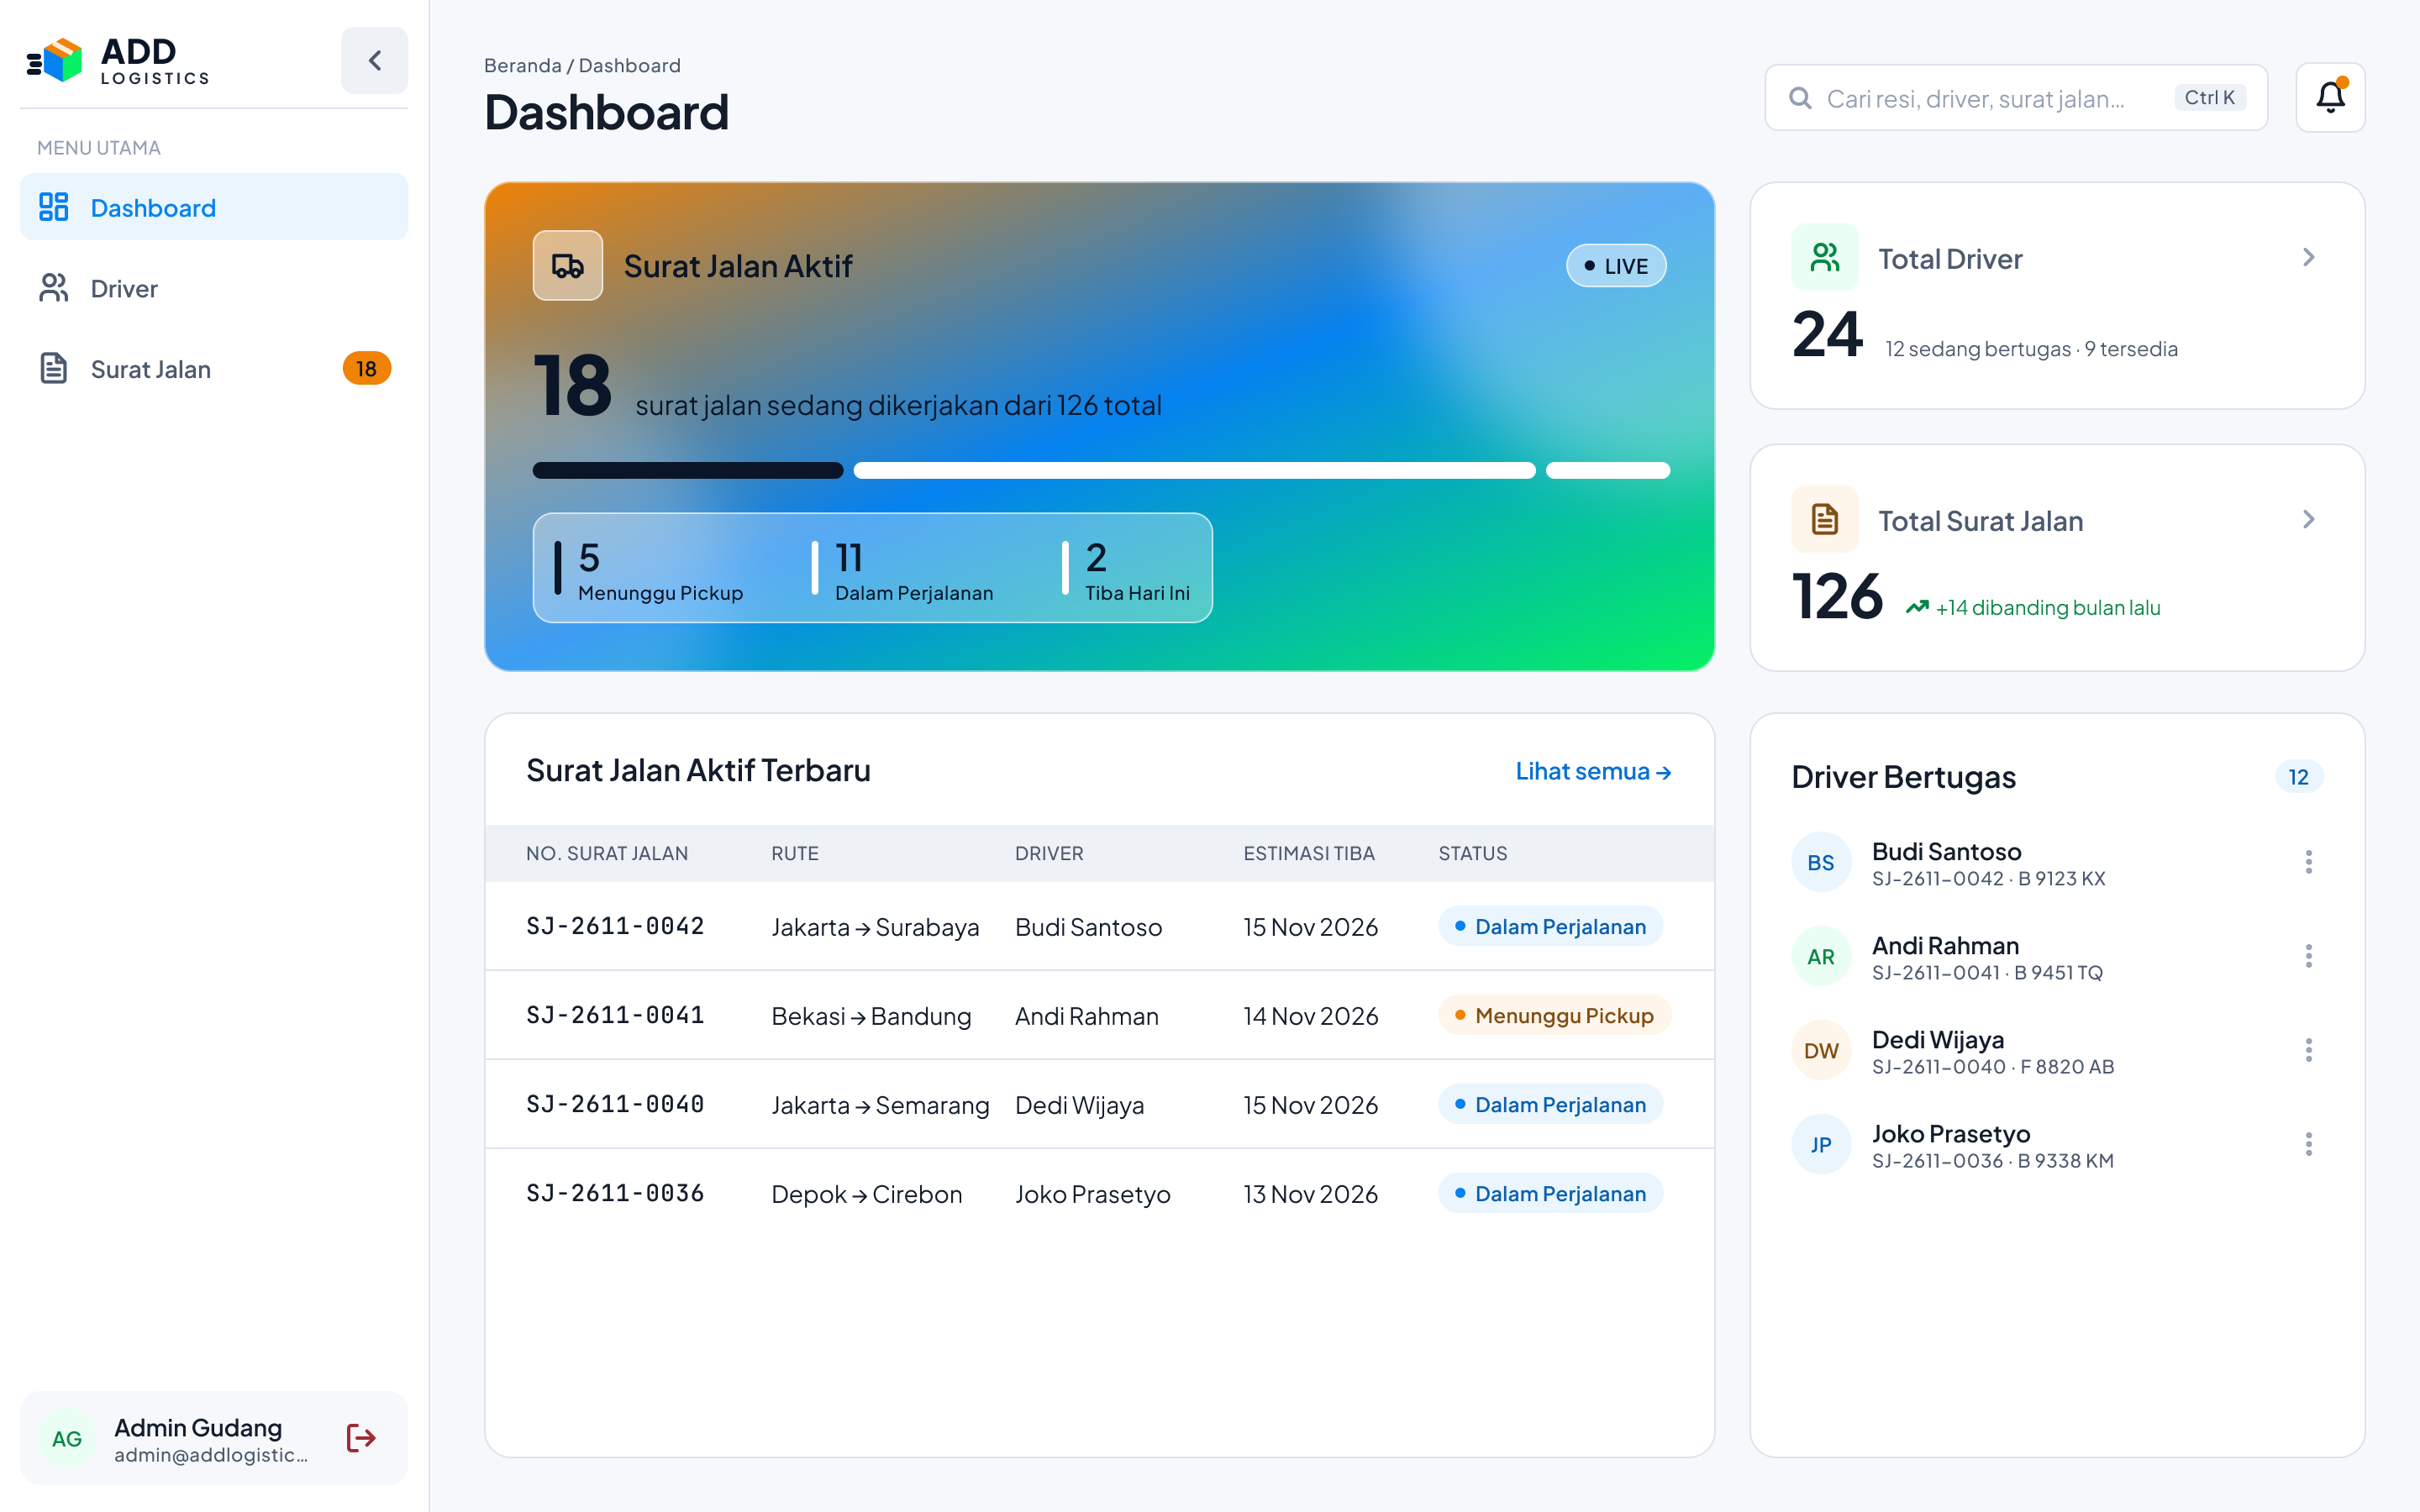 ADD
LOGISTICS
MENU UTAMA
Dashboard
Driver
Surat Jalan 18
AG Admin Gudang
admin@addlogistic...
Beranda / Dashboard
Dashboard
Cari resi, driver, surat jalan... Ctrl K
Surat Jalan Aktif LIVE
18 surat jalan sedang dikerjakan dari 126 total
5 11 2
Menunggu Pickup Dalam Perjalanan Tiba Hari Ini
Total Driver
24 12 sedang bertugas · 9 tersedia
Total Surat Jalan
126 +14 dibanding bulan lalu
Surat Jalan Aktif Terbaru Lihat semua →
NO. SURAT JALAN RUTE DRIVER ESTIMASI TIBA STATUS
SJ-2611-0042 Jakarta → Surabaya Budi Santoso 15 Nov 2026 Dalam Perjalanan
SJ-2611-0041 Bekasi → Bandung Andi Rahman 14 Nov 2026 Menunggu Pickup
SJ-2611-0040 Jakarta → Semarang Dedi Wijaya 15 Nov 2026 Dalam Perjalanan
SJ-2611-0036 Depok → Cirebon Joko Prasetyo 13 Nov 2026 Dalam Perjalanan
Driver Bertugas 12
BS Budi Santoso
SJ-2611-0042 · B 9123 KX
AR Andi Rahman
SJ-2611-0041 · B 9451 TQ
DW Dedi Wijaya
SJ-2611-0040 · F 8820 AB
JP Joko Prasetyo
SJ-2611-0036 · B 9338 KM